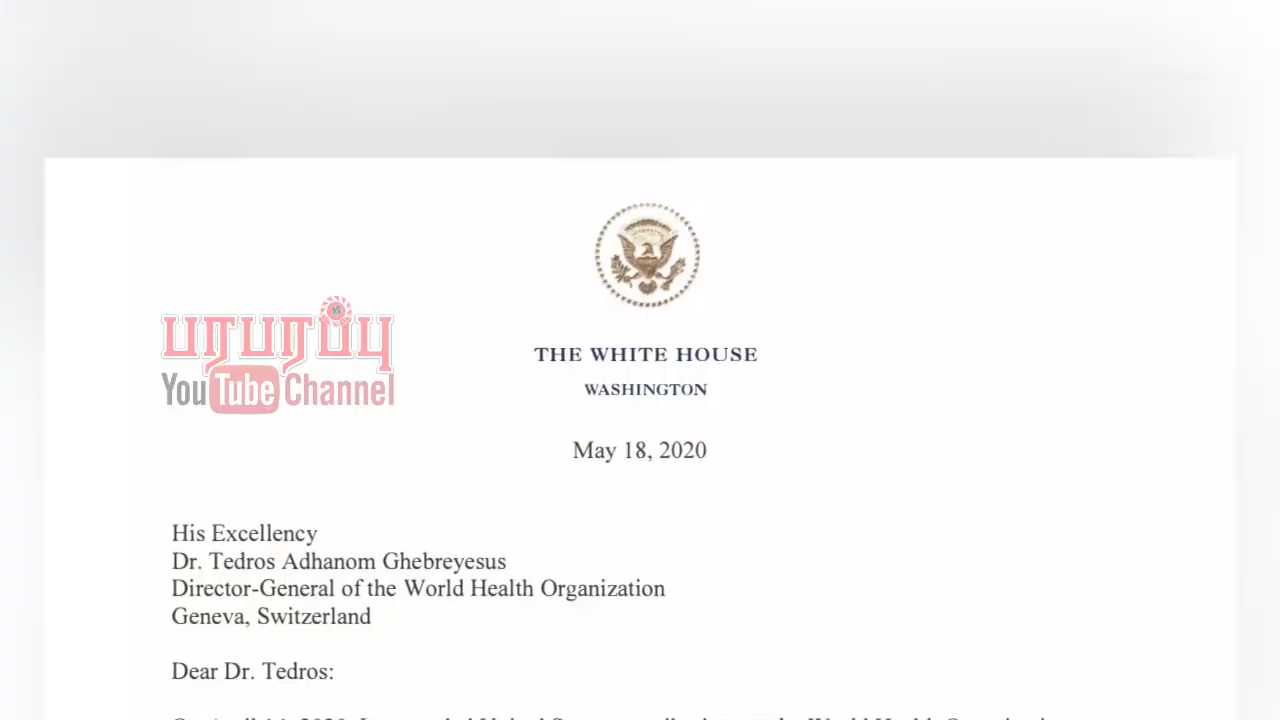 THE WHITE HOUSE
WASHINGTON
பரபரப்பு
YouTube Channel
May 18, 2020
His Excellency
Dr. Tedros Adhanom Ghebreyesus
Director-General of the World Health Organization
Geneva, Switzerland
Dear Dr. Tedros: